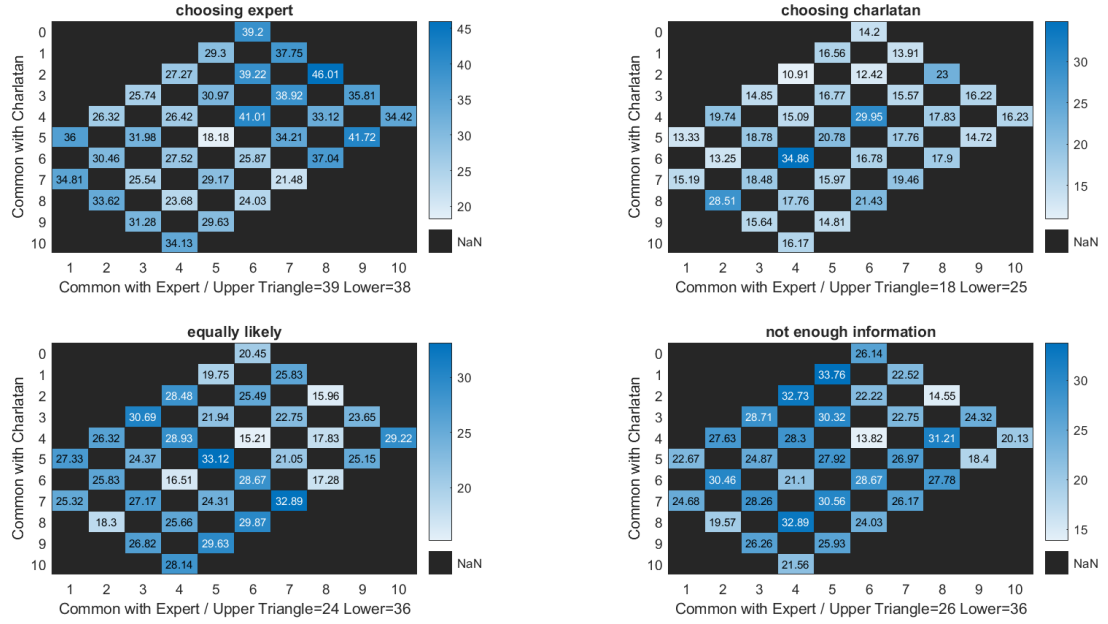 choosing expert
0 39.2
1 29.3 37.75
2 27.27 39.22 46.01
3 25.74 30.97 38.92 35.81
4 26.32 26.42 41.01 33.12 34.42
5 36 31.98 18.18 34.21 41.72
6 30.46 27.52 25.87 37.04
7 34.81 25.54 29.17 21.48
8 33.62 23.68 24.03
9 31.28 29.63
10 34.13
1 2 3 4 5 6 7 8 9 10
Common with Expert / Upper Triangle=39 Lower=38
Common with Charlatan
45
40
35
30
25
20
NaN
choosing charlatan
0 14.2
1 16.56 13.91
2 10.91 12.42 23
3 14.85 16.77 15.57 16.22
4 19.74 15.09 29.95 17.83 16.23
5 13.33 18.78 20.78 17.76 14.72
6 13.25 34.86 16.78 17.9
7 15.19 18.48 15.97 19.46
8 28.51 17.76 21.43
9 15.64 14.81
10 16.17
1 2 3 4 5 6 7 8 9 10
Common with Expert / Upper Triangle=18 Lower=25
Common with Charlatan
30
25
20
15
NaN
equally likely
0 20.45
1 19.75 25.83
2 28.48 25.49 15.96
3 30.69 21.94 22.75 23.65
4 26.32 28.93 15.21 17.83 29.22
5 27.33 24.37 33.12 21.05 25.15
6 25.83 16.51 28.67 17.28
7 25.32 27.17 24.31 32.89
8 18.3 25.66 29.87
9 26.82 29.63
10 28.14
1 2 3 4 5 6 7 8 9 10
Common with Expert / Upper Triangle=24 Lower=36
Common with Charlatan
30
25
20
NaN
not enough information
0 26.14
1 33.76 22.52
2 32.73 22.22 14.55
3 28.71 30.32 22.75 24.32
4 27.63 28.3 13.82 31.21 20.13
5 22.67 24.87 27.92 26.97 18.4
6 30.46 21.1 28.67 27.78
7 24.68 28.26 30.56 26.17
8 19.57 32.89 24.03
9 26.26 25.93
10 21.56
1 2 3 4 5 6 7 8 9 10
Common with Expert / Upper Triangle=26 Lower=36
Common with Charlatan
30
25
20
15
NaN